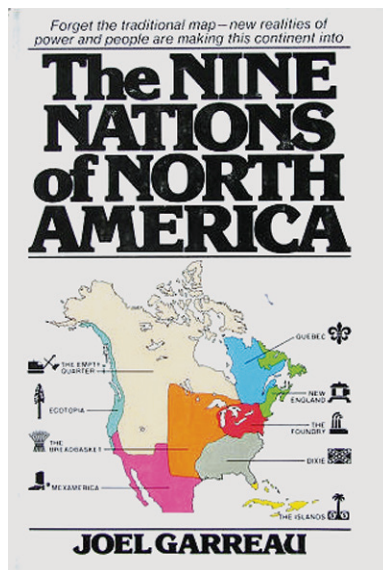 Forget the traditional map—new realities of
power and people are making this continent into
The NINE
NATIONS
of NORTH
AMERICA
QUEBEC
THE EMPTY
QUARTER
NEW
ENGLAND
ECOTOPIA
THE
FOUNDRY
THE
BREADBASKET
DIXIE
MEXAMERICA
THE ISLANDS
JOEL GARREAU